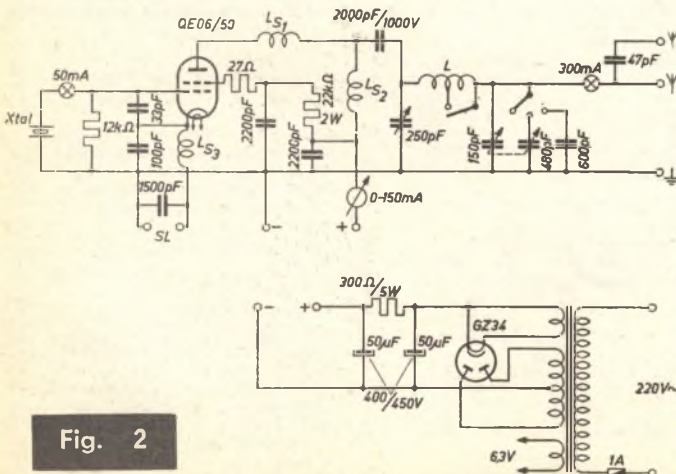 QE06/50
LS1
2000pF/1000V
50mA
27Ω
Xtal
12kΩ
33pF
100pF
LS3
1500pF
SL
2200pF
22kΩ
2W
2200pF
LS2
-
+
0-150mA
250pF
L
150pF
480pF
600pF
300mA
47pF
-
+
300Ω/5W
50µF
50µF
400/450V
GZ34
220V~
6,3V
1A
Fig. 2